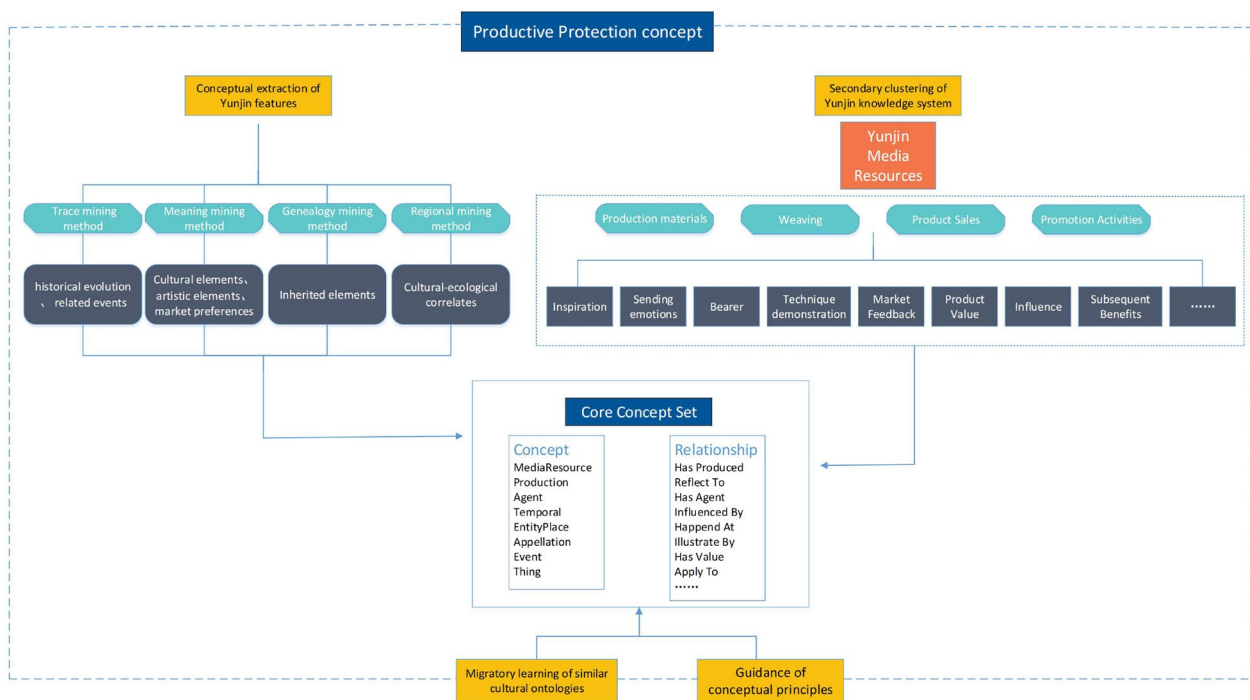 Productive Protection concept
Conceptual extraction of
Yunjin features
Secondary clustering of
Yunjin knowledge system
Yunjin
Media
Resources
Trace mining
method
Meaning mining
method
Genealogy mining
method
Regional mining
method
historical evolution
、 related events
Cultural elements、
artistic elements、
market preferences
Inherited elements
Cultural-ecological
correlates
Production materials
Weaving
Product Sales
Promotion Activities
Inspiration
Sending
emotions
Bearer
Technique
demonstration
Market
Feedback
Product
Value
Influence
Subsequent
Benefits
······
Core Concept Set
Concept
MediaResource
Production
Agent
Temporal
EntityPlace
Appellation
Event
Thing
Relationship
Has Produced
Reflect To
Has Agent
Influenced By
Happend At
Illustrate By
Has Value
Apply To
······
Migratory learning of similar
cultural ontologies
Guidance of
conceptual principles